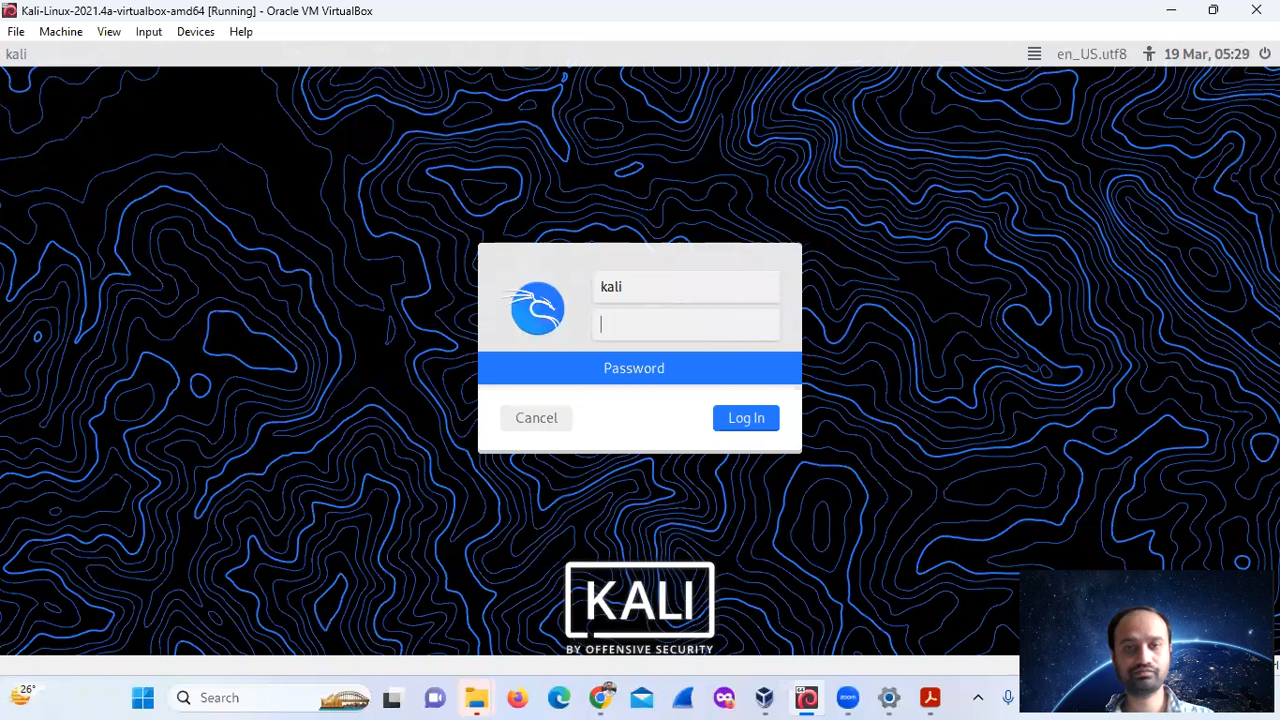 Kali-Linux-2021.4a-virtualbox-amd64 [Running] - Oracle VM VirtualBox
File Machine View Input Devices Help
kali en_US.utf8 19 Mar, 05:29
kali
Password
Cancel Log In
KALI
BY OFFENSIVE SECURITY
26°
Search
zoom